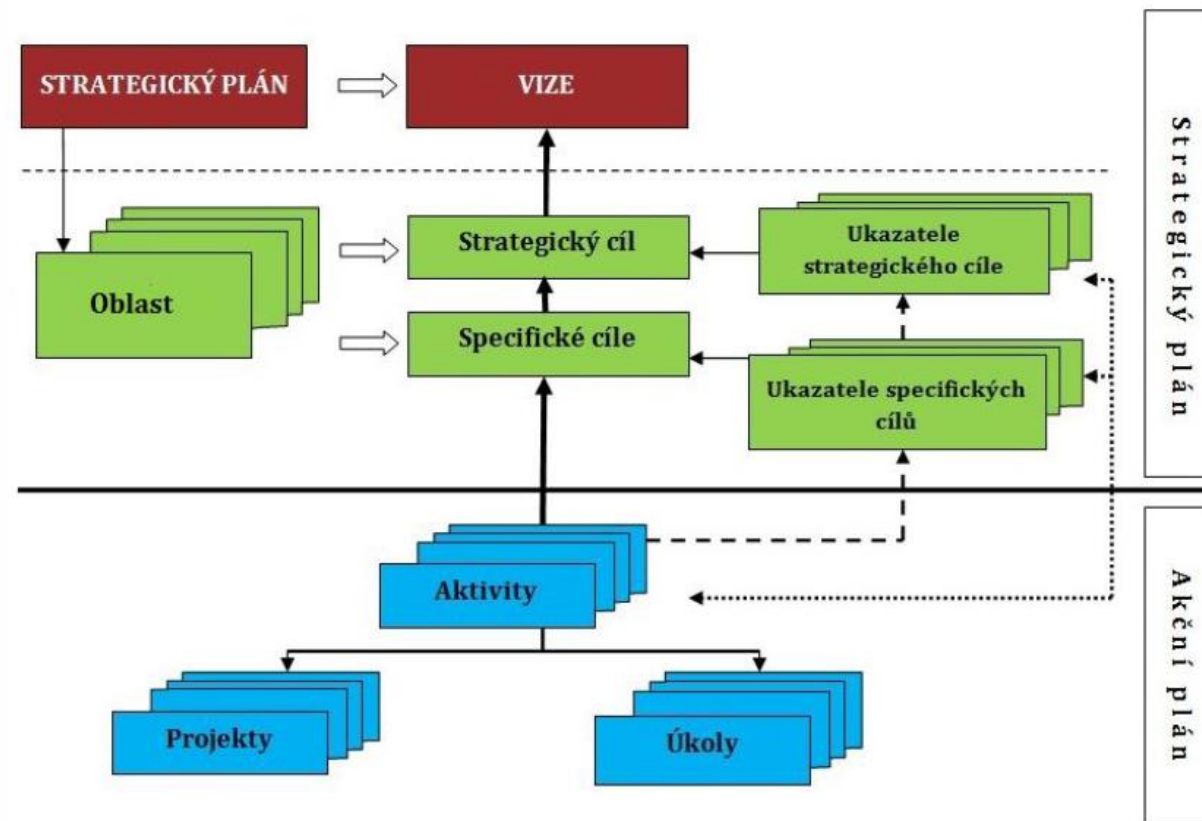 STRATEGICKÝ PLÁN
VIZE
Strategický cíl
Ukazatele
strategického cíle
Oblast
Specifické cíle
Ukazatele specifických
cílů
Strategický plán
Aktivity
Projekty
Úkoly
Akční plán